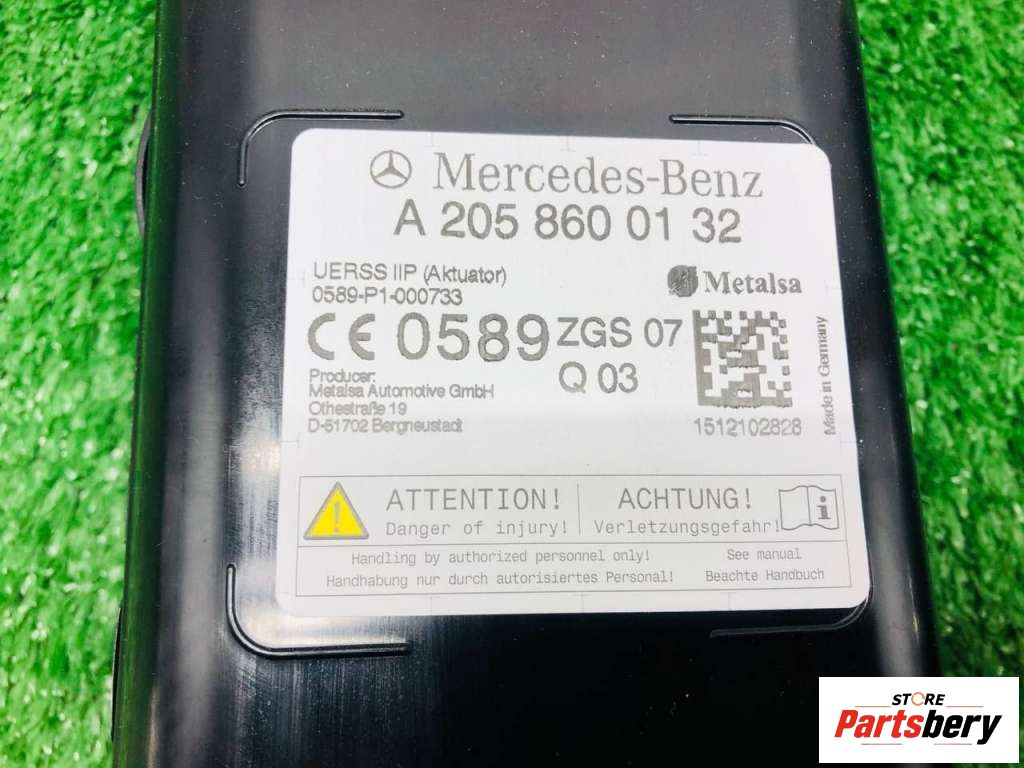 Mercedes-Benz
A 205 860 01 32
UERSS IIP (Aktuator)
0589-P1-000733
Metalsa
CE 0589 ZGS 07
Q 03
Producer:
Metalsa Automotive GmbH
Othestraße 19
D-51702 Bergneustadt
1512102828
Made in Germany
ATTENTION!
Danger of injury!
ACHTUNG!
Verletzungsgefahr!
i
Handling by authorized personnel only!
See manual
Handhabung nur durch autorisiertes Personal!
Beachte Handbuch
STORE
Partsbery